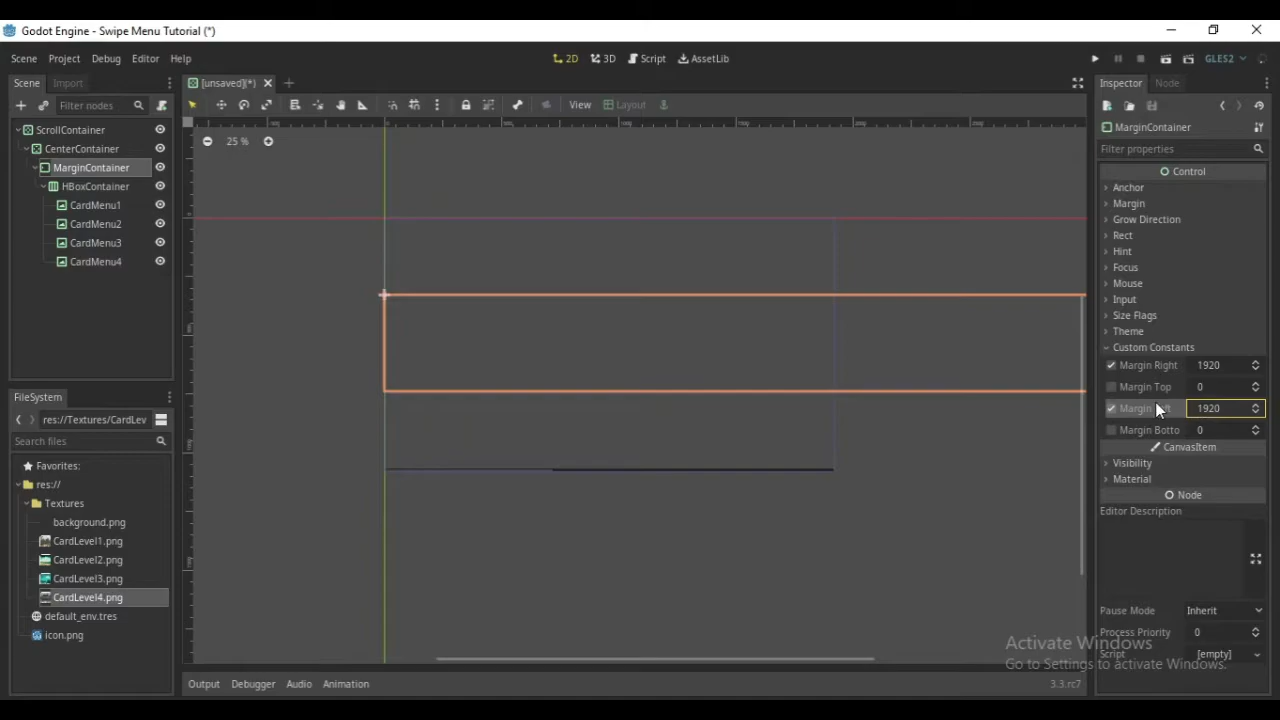 Godot Engine - Swipe Menu Tutorial (*)
Scene Project Debug Editor Help
2D 3D Script AssetLib
GLES2
Scene Import
[unsaved](*)
Inspector Node
Filter nodes
View Layout
ScrollContainer
CenterContainer
MarginContainer
HBoxContainer
CardMenu1
CardMenu2
CardMenu3
CardMenu4
25 %
MarginContainer
Filter properties
Control
Anchor
Margin
Grow Direction
Rect
Hint
Focus
Mouse
Input
Size Flags
Theme
Custom Constants
Margin Right 1920
Margin Top 0
Margin 1920
Margin Botto 0
CanvasItem
Visibility
Material
Node
Editor Description
Pause Mode Inherit
Process Priority 0
Script [empty]
FileSystem
res://Textures/CardLev
Search files
Favorites:
res://
Textures
background.png
CardLevel1.png
CardLevel2.png
CardLevel3.png
CardLevel4.png
default_env.tres
icon.png
Output Debugger Audio Animation
3.3.rc7
Activate Windows
Go to Settings to activate Windows.